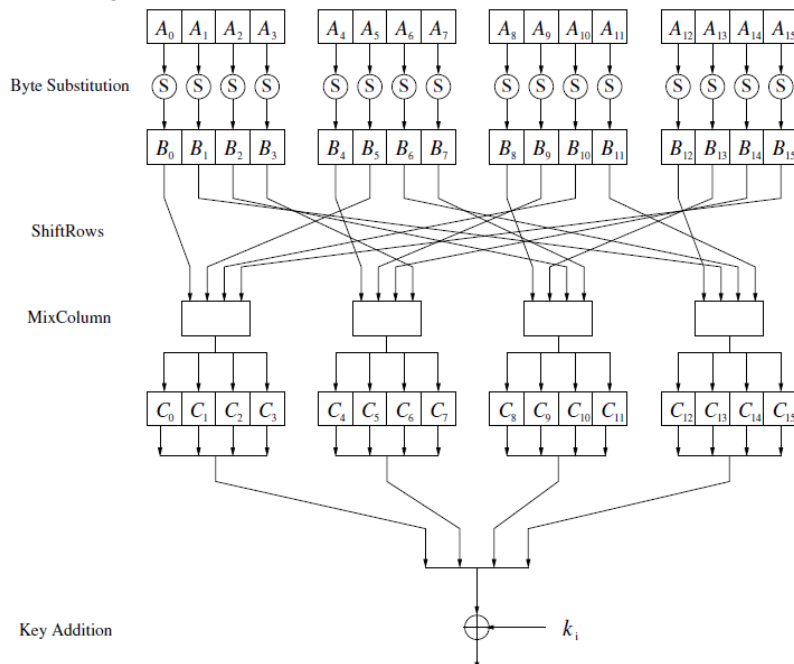 A₀ A₁ A₂ A₃ A₄ A₅ A₆ A₇ A₈ A₉ A₁₀ A₁₁ A₁₂ A₁₃ A₁₄ A₁₅
Byte Substitution S S S S S S S S S S S S S S S S
B₀ B₁ B₂ B₃ B₄ B₅ B₆ B₇ B₈ B₉ B₁₀ B₁₁ B₁₂ B₁₃ B₁₄ B₁₅
ShiftRows
MixColumn
C₀ C₁ C₂ C₃ C₄ C₅ C₆ C₇ C₈ C₉ C₁₀ C₁₁ C₁₂ C₁₃ C₁₄ C₁₅
Key Addition kᵢ